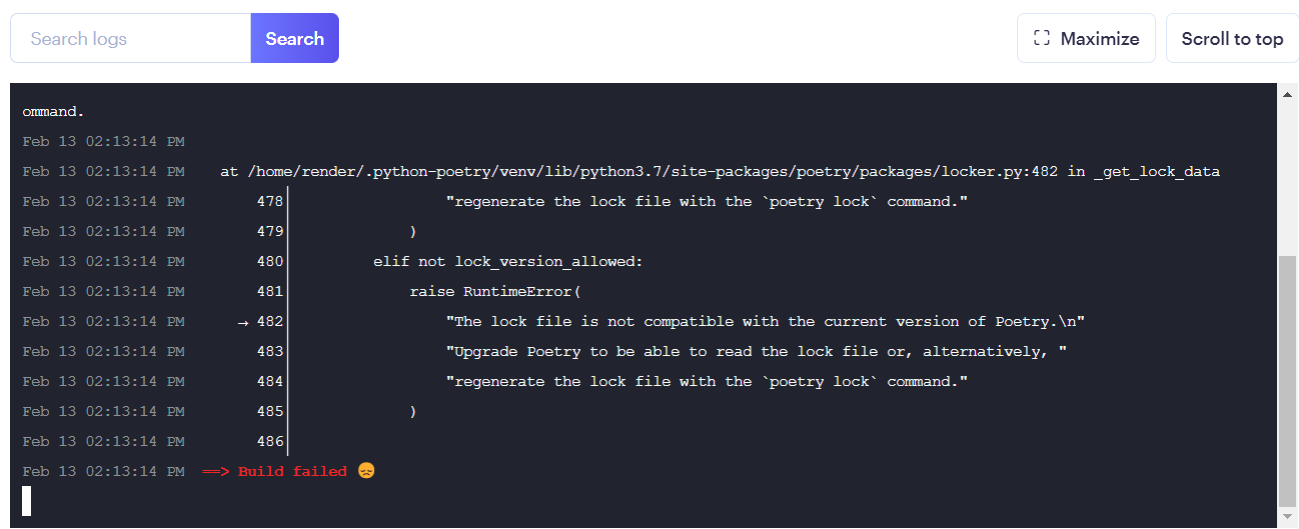 Search logs Search Maximize Scroll to top
ommand.
Feb 13 02:13:14 PM
Feb 13 02:13:14 PM at /home/render/.python-poetry/venv/lib/python3.7/site-packages/poetry/packages/locker.py:482 in _get_lock_data
Feb 13 02:13:14 PM 478│ "regenerate the lock file with the `poetry lock` command."
Feb 13 02:13:14 PM 479│ )
Feb 13 02:13:14 PM 480│ elif not lock_version_allowed:
Feb 13 02:13:14 PM 481│ raise RuntimeError(
Feb 13 02:13:14 PM → 482│ "The lock file is not compatible with the current version of Poetry.\n"
Feb 13 02:13:14 PM 483│ "Upgrade Poetry to be able to read the lock file or, alternatively, "
Feb 13 02:13:14 PM 484│ "regenerate the lock file with the `poetry lock` command."
Feb 13 02:13:14 PM 485│ )
Feb 13 02:13:14 PM 486│
Feb 13 02:13:14 PM ==> Build failed 😞